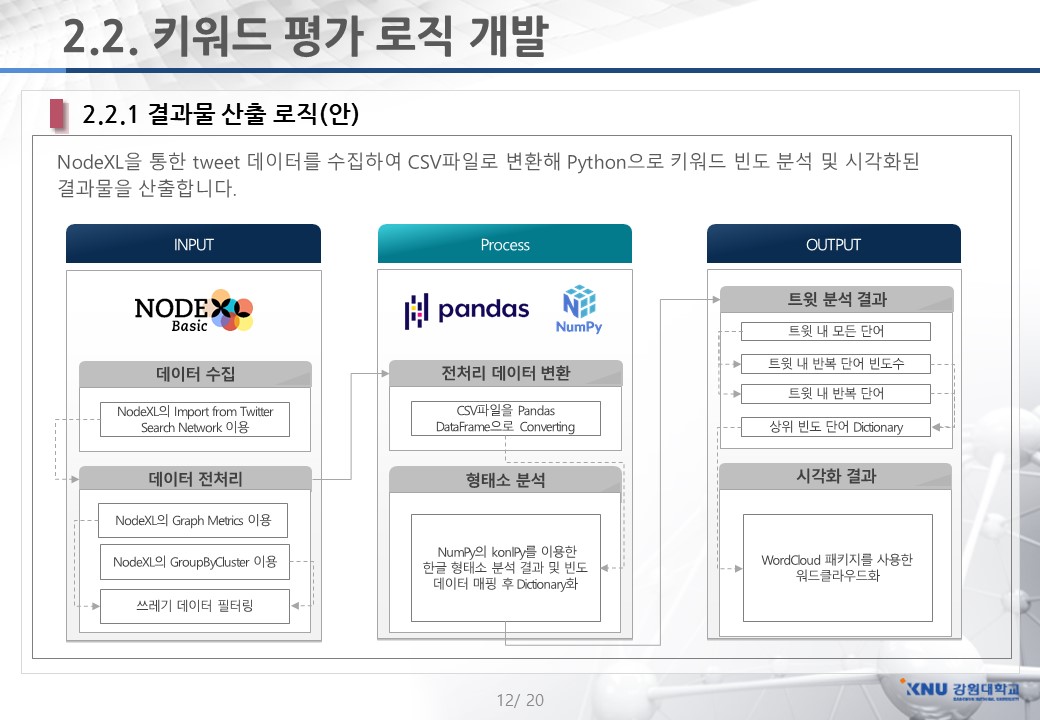 2.2. 키워드 평가 로직 개발
2.2.1 결과물 산출 로직(안)
NodeXL을 통한 tweet 데이터를 수집하여 CSV파일로 변환해 Python으로 키워드 빈도 분석 및 시각화된
결과물을 산출합니다.
INPUT
NODEXL
Basic
데이터 수집
NodeXL의 Import from Twitter
Search Network 이용
데이터 전처리
NodeXL의 Graph Metrics 이용
NodeXL의 GroupByCluster 이용
쓰레기 데이터 필터링
Process
pandas
NumPy
전처리 데이터 변환
CSV파일을 Pandas
DataFrame으로 Converting
형태소 분석
NumPy의 konlPy를 이용한
한글 형태소 분석 결과 및 빈도
데이터 매핑 후 Dictionary화
OUTPUT
트윗 분석 결과
트윗 내 모든 단어
트윗 내 반복 단어 빈도수
트윗 내 반복 단어
상위 빈도 단어 Dictionary
시각화 결과
WordCloud 패키지를 사용한
워드클라우드화
12/ 20
KNU 강원대학교